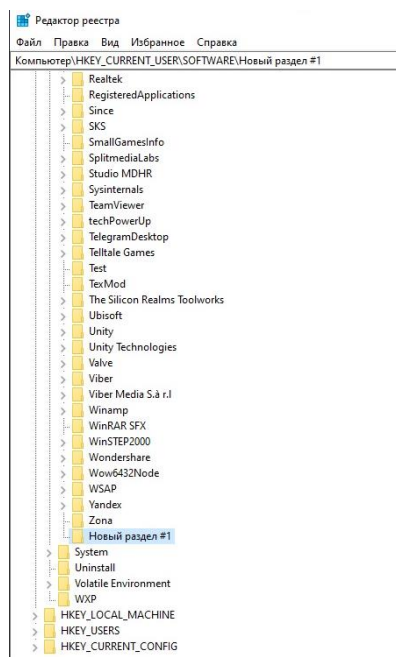 Редактор реестра
Файл Правка Вид Избранное Справка
Компьютер\HKEY_CURRENT_USER\SOFTWARE\Новый раздел #1
Realtek
RegisteredApplications
Since
SKS
SmallGamesInfo
SplitmediaLabs
Studio MDHR
Sysinternals
TeamViewer
techPowerUp
TelegramDesktop
Telltale Games
Test
TexMod
The Silicon Realms Toolworks
Ubisoft
Unity
Unity Technologies
Valve
Viber
Viber Media S.à r.l
Winamp
WinRAR SFX
WinSTEP2000
Wondershare
Wow6432Node
WSAP
Yandex
Zona
Новый раздел #1
System
Uninstall
Volatile Environment
WXP
HKEY_LOCAL_MACHINE
HKEY_USERS
HKEY_CURRENT_CONFIG